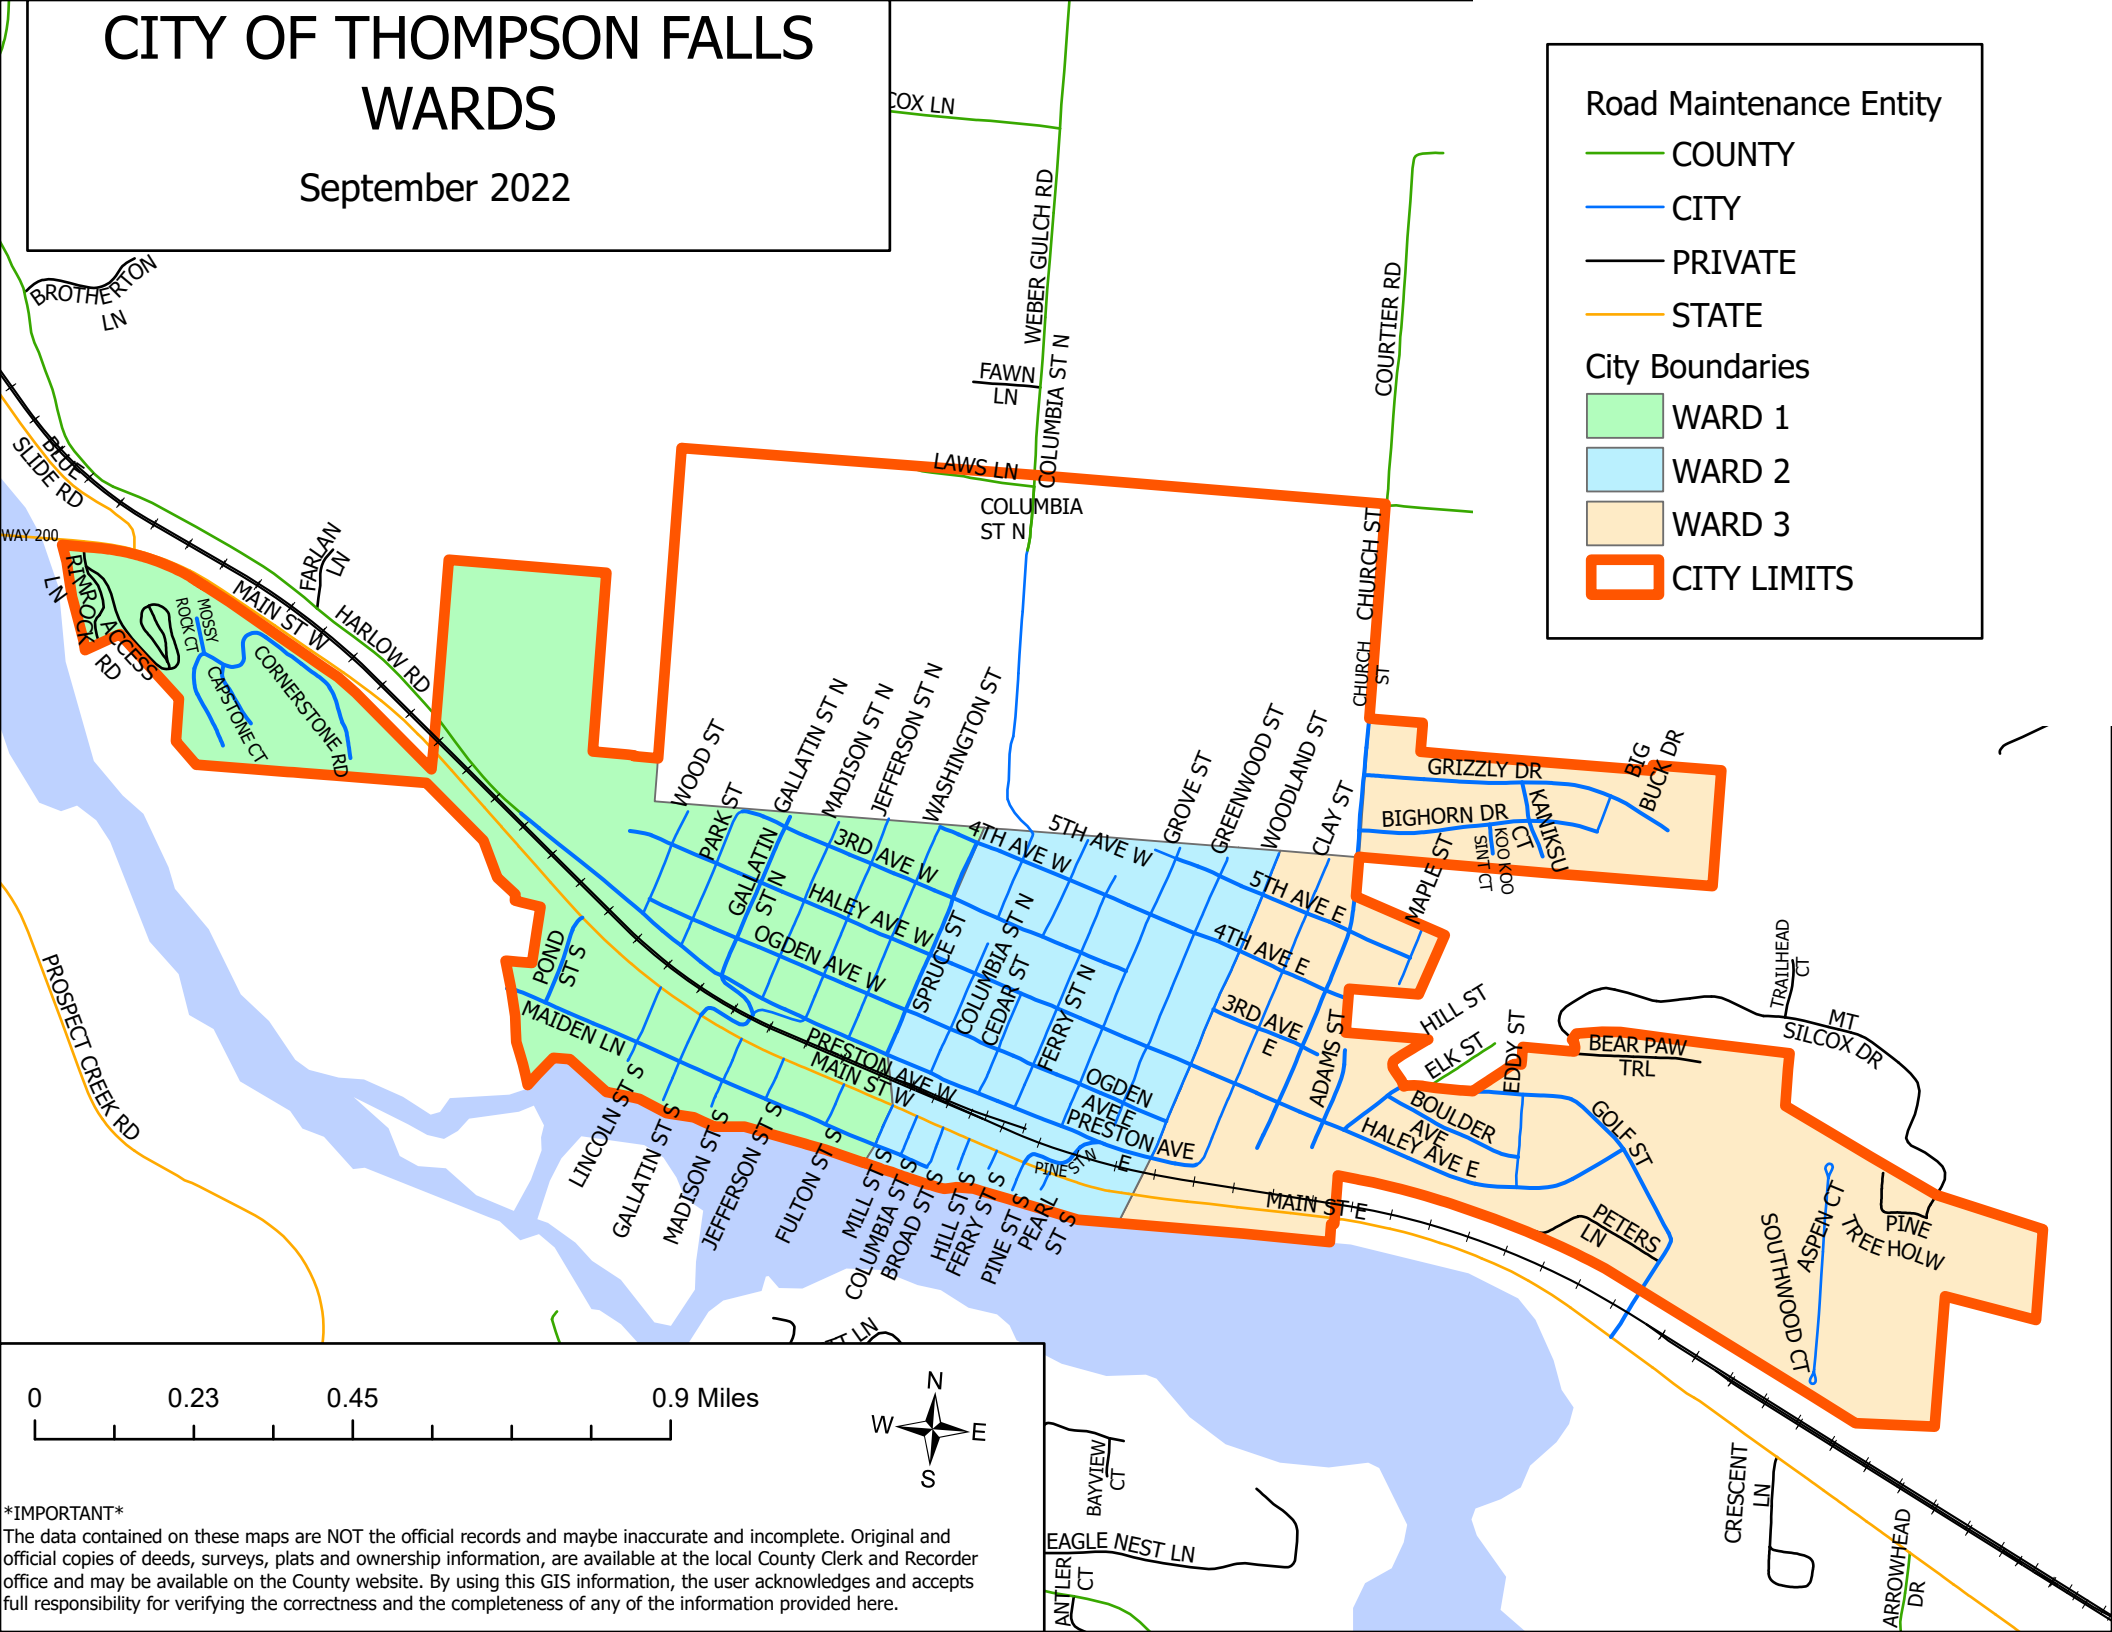 CITY OF THOMPSON FALLS
WARDS
September 2022
Road Maintenance Entity
COUNTY
CITY
PRIVATE
STATE
City Boundaries
WARD 1
WARD 2
WARD 3
CITY LIMITS
COX LN
WEBER GULCH RD
COURTIER RD
BROTHERTON
LN
FAWN
LN
COLUMBIA ST N
LAWS LN
COLUMBIA
ST N
BLUE
SLIDE RD
WAY 200
FARLAN
LN
HARLOW RD
MAIN ST W
RIMROCK
LN
ACCESS
RD
MOSSY
ROCK CT
CAPSTONE CT
CORNERSTONE RD
CHURCH ST
CHURCH ST
CHURCH
ST
WOOD ST
PARK ST
GALLATIN ST N
MADISON ST N
JEFFERSON ST N
WASHINGTON ST
GROVE ST
GREENWOOD ST
WOODLAND ST
CLAY ST
GRIZZLY DR
BIG
BUCK DR
BIGHORN DR
KANIKSU
CT
KOO KOO
SINT CT
MAPLE ST
4TH AVE W
5TH AVE W
3RD AVE W
GALLATIN
ST N
HALEY AVE W
OGDEN AVE W
SPRUCE ST
COLUMBIA ST N
CEDAR ST
FERRY ST N
5TH AVE E
4TH AVE E
3RD AVE
E
ADAMS ST
HILL ST
ELK ST
EDDY ST
BEAR PAW
TRL
TRAILHEAD
CT
MT
SILCOX DR
POND
ST S
MAIDEN LN
PRESTON AVE W
MAIN ST W
OGDEN
AVE E
PRESTON AVE
E
PINE ST W
BOULDER
AVE
HALEY AVE E
GOLF ST
MAIN ST E
PETERS
LN
ASPEN CT
SOUTHWOOD CT
PINE
TREE HOLW
PROSPECT CREEK RD
LINCOLN ST S
GALLATIN ST S
MADISON ST S
JEFFERSON ST S
FULTON ST S
MILL ST S
COLUMBIA ST S
BROAD ST S
HILL ST S
FERRY ST S
PINE ST S
PEARL
ST S
TT LN
BAYVIEW
CT
EAGLE NEST LN
ANTLER
CT
CRESCENT
LN
ARROWHEAD
DR
0 0.23 0.45 0.9 Miles
N
W E
S
*IMPORTANT*
The data contained on these maps are NOT the official records and maybe inaccurate and incomplete. Original and
official copies of deeds, surveys, plats and ownership information, are available at the local County Clerk and Recorder
office and may be available on the County website. By using this GIS information, the user acknowledges and accepts
full responsibility for verifying the correctness and the completeness of any of the information provided here.